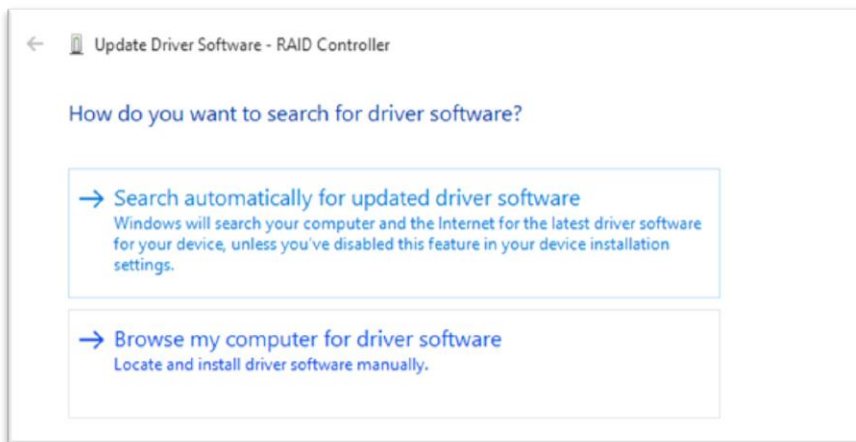 Update Driver Software - RAID Controller
How do you want to search for driver software?
Search automatically for updated driver software
Windows will search your computer and the Internet for the latest driver software
for your device, unless you've disabled this feature in your device installation
settings.
Browse my computer for driver software
Locate and install driver software manually.